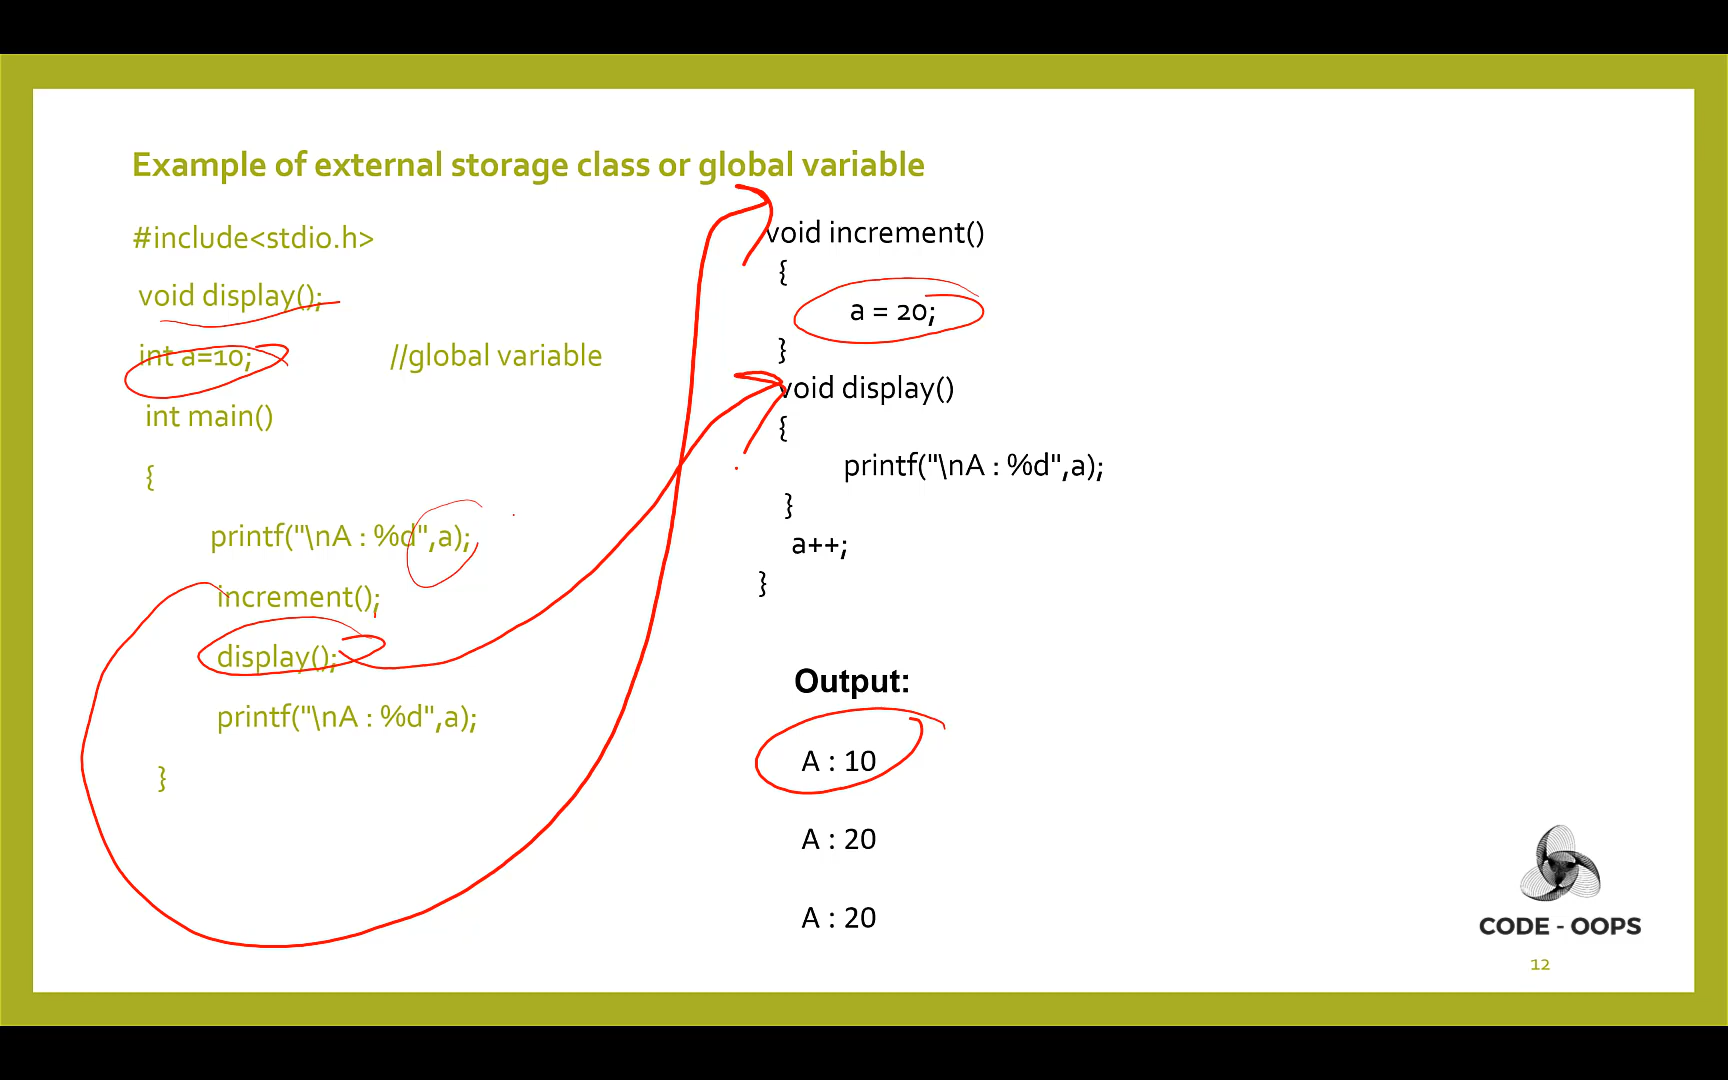 Example of external storage class or global variable
#include<stdio.h>
void display();
int a=10; //global variable
int main()
{
printf("\nA : %d",a);
increment();
display();
printf("\nA : %d",a);
}
void increment()
{
a = 20;
}
void display()
{
printf("\nA : %d",a);
}
a++;
}
Output:
A : 10
A : 20
A : 20
CODE - OOPS
12